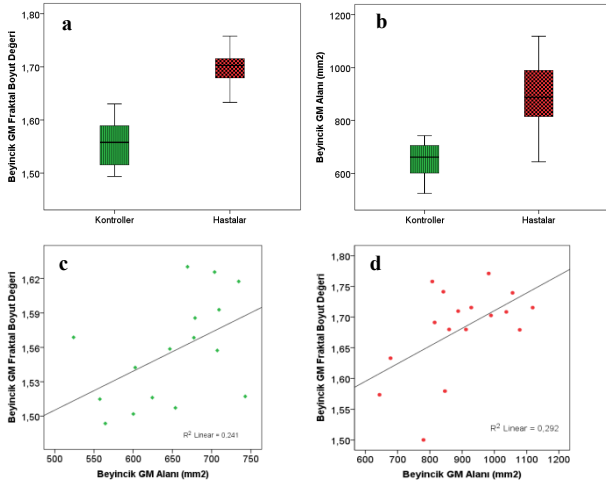 a
Beyincik GM Fraktal Boyut Değeri
1,80
1,70
1,60
1,50
Kontroller
Hastalar
b
Beyincik GM Alanı (mm2)
1200
1000
800
600
Kontroller
Hastalar
c
Beyincik GM Fraktal Boyut Değeri
1,62
1,59
1,56
1,53
1,50
500
550
600
650
700
750
R² Linear = 0,241
Beyincik GM Alanı (mm2)
d
Beyincik GM Fraktal Boyut Değeri
1,80
1,75
1,70
1,65
1,60
1,55
1,50
600
700
800
900
1000
1100
1200
R² Linear = 0,292
Beyincik GM Alanı (mm2)